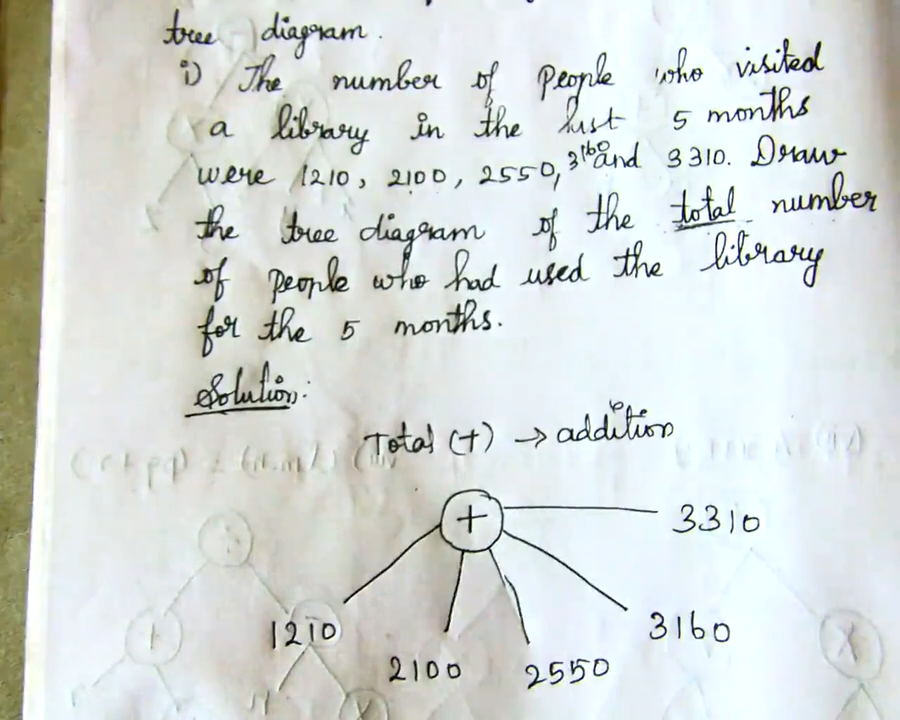 tree diagram.
i) The number of people who visited
a library in the last 5 months
were 1210, 2100, 2550, 3160 and 3310. Draw
the tree diagram of the total number
of people who had used the library
for the 5 months.
Solution:
Total (+) → addition
+
3310
1210
3160
2100
2550